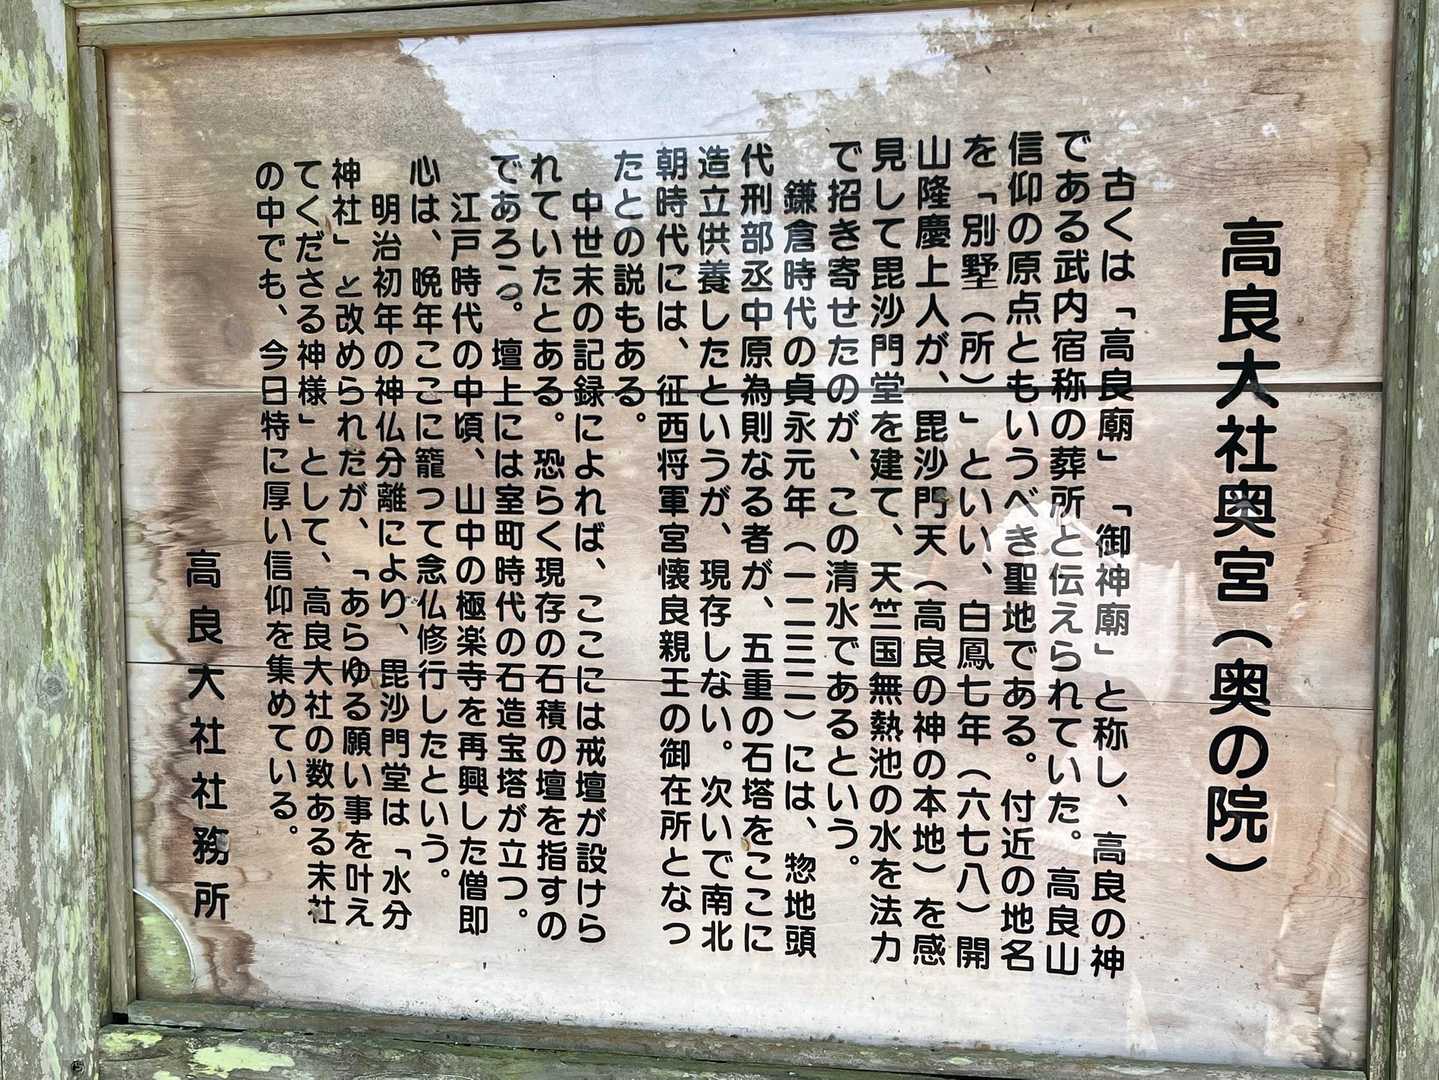 高良大社奥宮（奥の院）
古くは「高良廟」「御神廟」と称し、高良の神
である武内宿称の葬所と伝えられていた。高良山
信仰の原点ともいうべき聖地である。付近の地名
を「別墅（所）」といい、白鳳七年（六七八）開
山隆慶上人が、毘沙門天（高良の神の本地）を感
見して毘沙門堂を建て、天竺国無熱池の水を法力
で招き寄せたのが、この清水であるという。
鎌倉時代の貞永元年（一二三二）には、惣地頭
代刑部丞中原為則なる者が、五重の石塔をここに
造立供養したというが、現存しない。次いで南北
朝時代には、征西将軍宮懐良親王の御在所となっ
たとの説もある。
中世末の記録によれば、ここには戒壇が設けら
れていたとある。恐らく現存の石積の壇を指すの
であろう。壇上には室町時代の石造宝塔が立つ。
江戸時代の中頃、山中の極楽寺を再興した僧即
心は、晩年ここに籠って念仏修行したという。
明治初年の神仏分離により、毘沙門堂は「水分
神社」と改められだが、「あらゆる願い事を叶え
てくださる神様」として、高良大社の数ある末社
の中でも、今日特に厚い信仰を集めている。
高良大社社務所